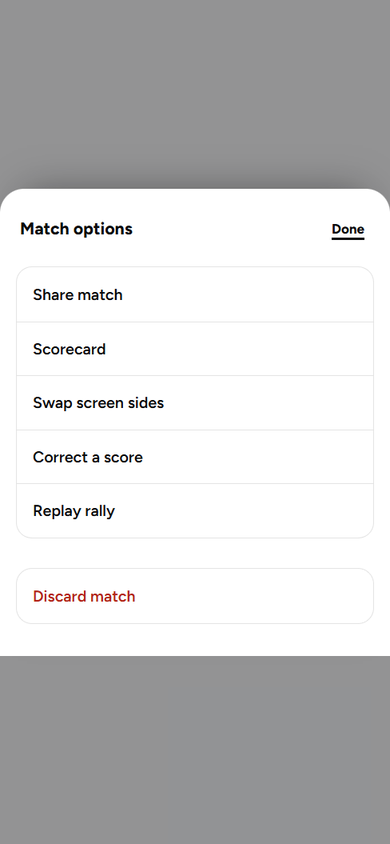 Match options
Done
Share match
Scorecard
Swap screen sides
Correct a score
Replay rally
Discard match